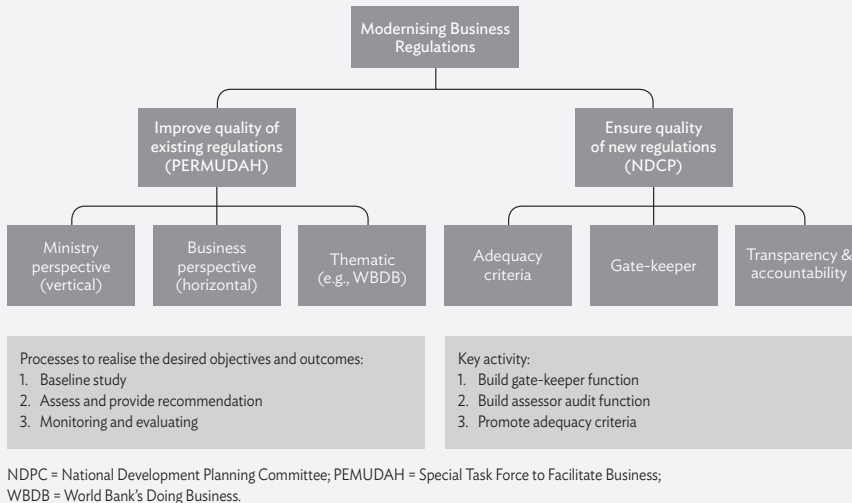 Modernising Business
Regulations
Improve quality of
existing regulations
(PERMUDAH)
Ensure quality
of new regulations
(NDCP)
Ministry
perspective
(vertical)
Business
perspective
(horizontal)
Thematic
(e.g., WBDB)
Adequacy
criteria
Gate-keeper
Transparency &
accountability
Processes to realise the desired objectives and outcomes:
1. Baseline study
2. Assess and provide recommendation
3. Monitoring and evaluating
Key activity:
1. Build gate-keeper function
2. Build assessor audit function
3. Promote adequacy criteria
NDPC = National Development Planning Committee; PEMUDAH = Special Task Force to Facilitate Business;
WBDB = World Bank's Doing Business.